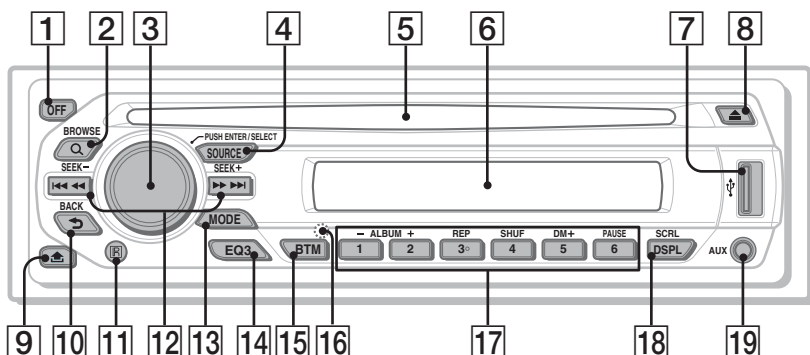 1 2 3 4 5 6 7 8
OFF
BROWSE
PUSH ENTER / SELECT
SOURCE
SEEK– SEEK+
BACK
MODE
R
EQ3
BTM
– ALBUM + REP SHUF DM+ PAUSE SCRL
1 2 3 4 5 6 DSPL
AUX
9 10 11 12 13 14 15 16 17 18 19